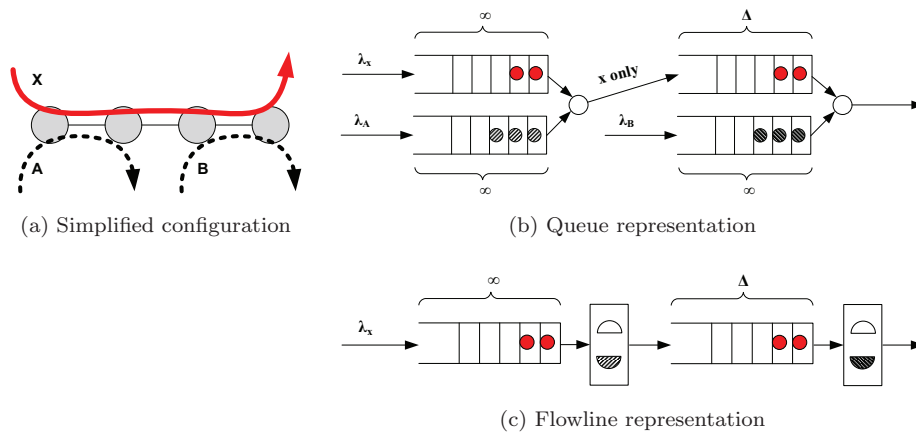 X
A
B
(a) Simplified configuration
∞
Δ
λx
x only
λA
λB
∞
∞
(b) Queue representation
∞
Δ
λx
(c) Flowline representation